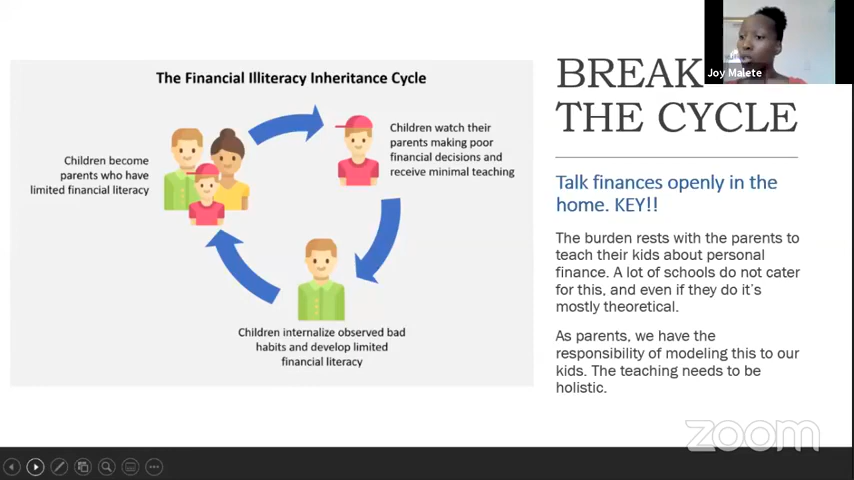 The Financial Illiteracy Inheritance Cycle
Children watch their
parents making poor
financial decisions and
receive minimal teaching
Children become
parents who have
limited financial literacy
Children internalize observed bad
habits and develop limited
financial literacy
BREAK
THE CYCLE
Joy Malete
Talk finances openly in the
home. KEY!!
The burden rests with the parents to
teach their kids about personal
finance. A lot of schools do not cater
for this, and even if they do it's
mostly theoretical.
As parents, we have the
responsibility of modeling this to our
kids. The teaching needs to be
holistic.
zoom